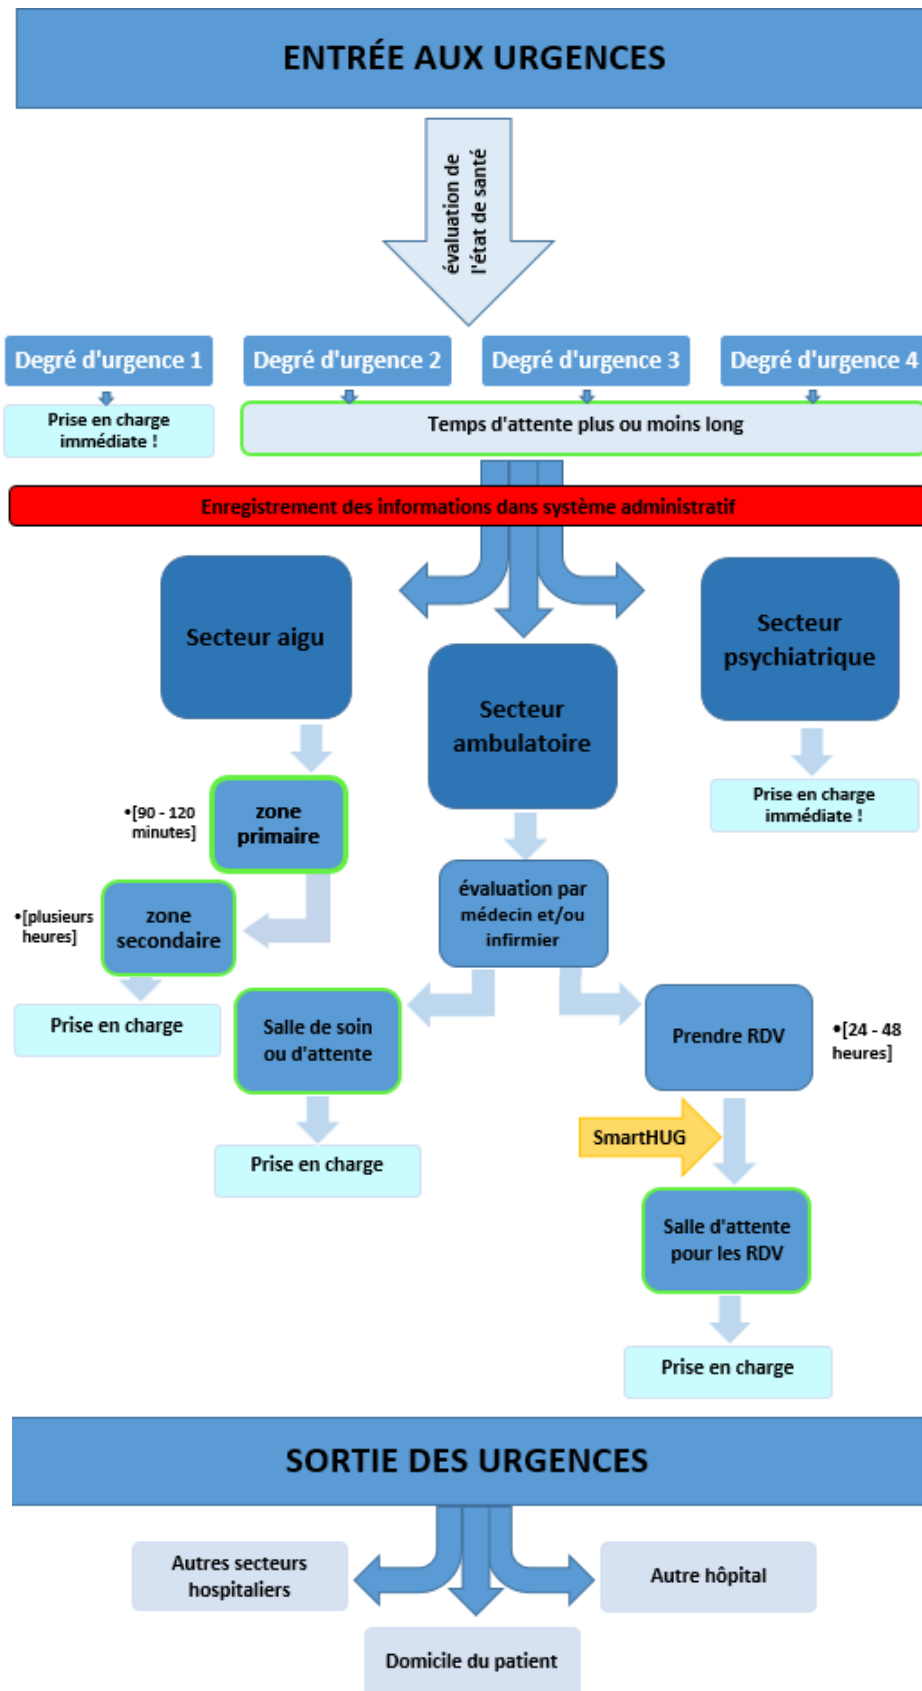 ENTRÉE AUX URGENCES
évaluation de
l'état de santé
Degré d'urgence 1
Degré d'urgence 2
Degré d'urgence 3
Degré d'urgence 4
Prise en charge
immédiate !
Temps d'attente plus ou moins long
Enregistrement des informations dans système administratif
Secteur aigu
Secteur
ambulatoire
Secteur
psychiatrique
•[90 - 120
minutes]
zone
primaire
Prise en charge
immédiate !
•[plusieurs
heures]
zone
secondaire
évaluation par
médecin et/ou
infirmier
Prise en charge
Salle de soin
ou d'attente
Prendre RDV
•[24 - 48
heures]
SmartHUG
Prise en charge
Salle d'attente
pour les RDV
Prise en charge
SORTIE DES URGENCES
Autres secteurs
hospitaliers
Autre hôpital
Domicile du patient